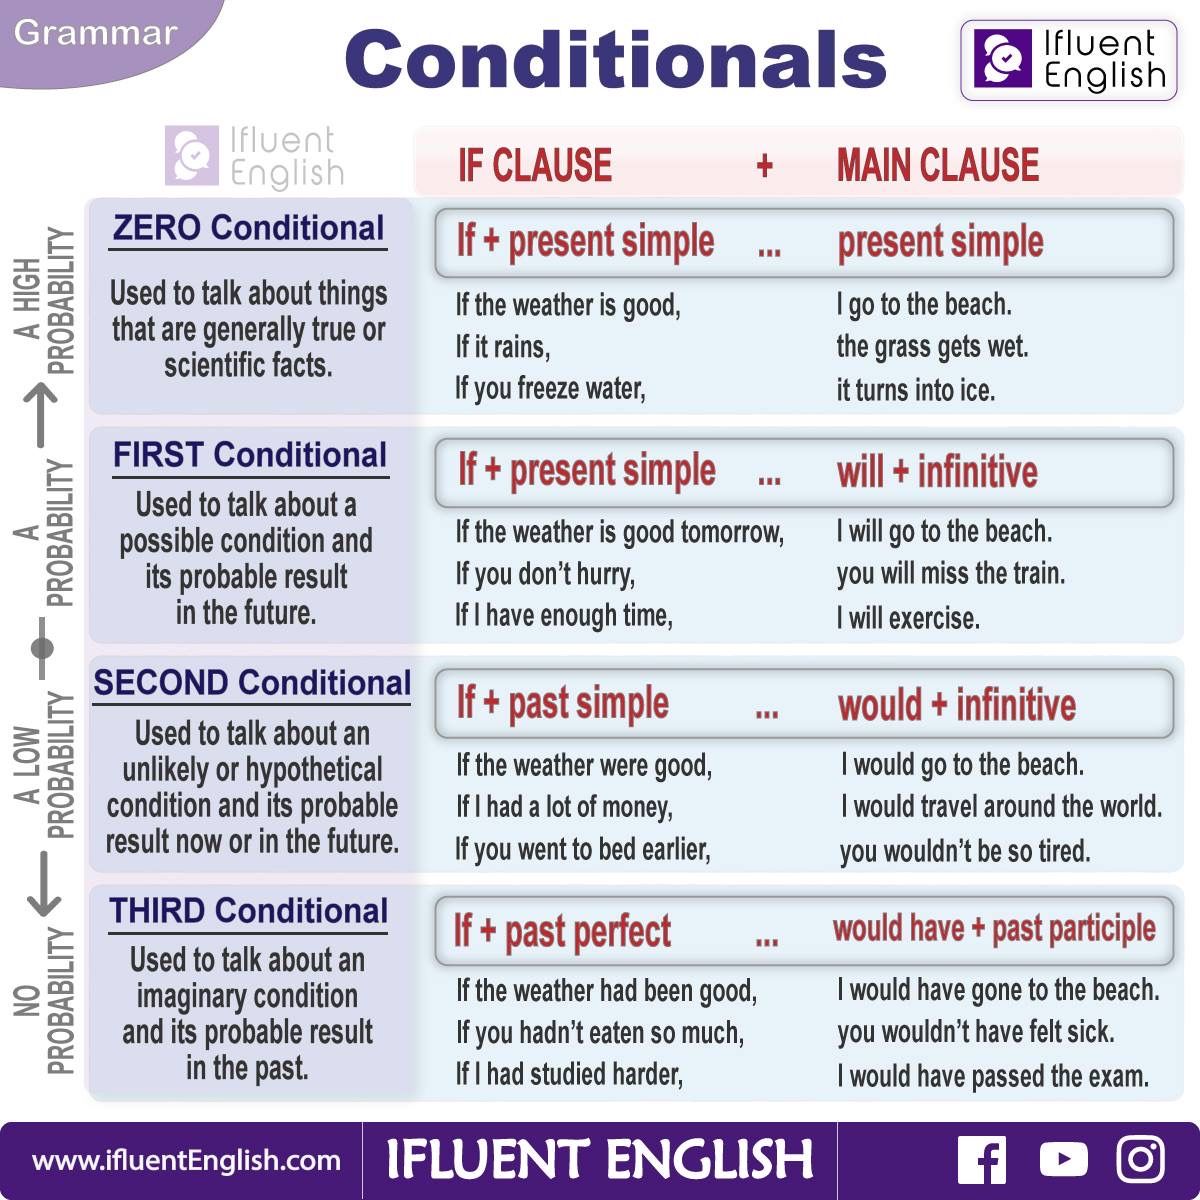 Grammar
Conditionals
Ifluent
English
Ifluent
English
IF CLAUSE + MAIN CLAUSE
A HIGH
PROBABILITY
A
PROBABILITY
A LOW
PROBABILITY
NO
PROBABILITY
ZERO Conditional
Used to talk about things
that are generally true or
scientific facts.
If + present simple ... present simple
If the weather is good, I go to the beach.
If it rains, the grass gets wet.
If you freeze water, it turns into ice.
FIRST Conditional
Used to talk about a
possible condition and
its probable result
in the future.
If + present simple ... will + infinitive
If the weather is good tomorrow, I will go to the beach.
If you don't hurry, you will miss the train.
If I have enough time, I will exercise.
SECOND Conditional
Used to talk about an
unlikely or hypothetical
condition and its probable
result now or in the future.
If + past simple ... would + infinitive
If the weather were good, I would go to the beach.
If I had a lot of money, I would travel around the world.
If you went to bed earlier, you wouldn't be so tired.
THIRD Conditional
Used to talk about an
imaginary condition
and its probable result
in the past.
If + past perfect ... would have + past participle
If the weather had been good, I would have gone to the beach.
If you hadn't eaten so much, you wouldn't have felt sick.
If I had studied harder, I would have passed the exam.
www.ifluentEnglish.com
IFLUENT ENGLISH